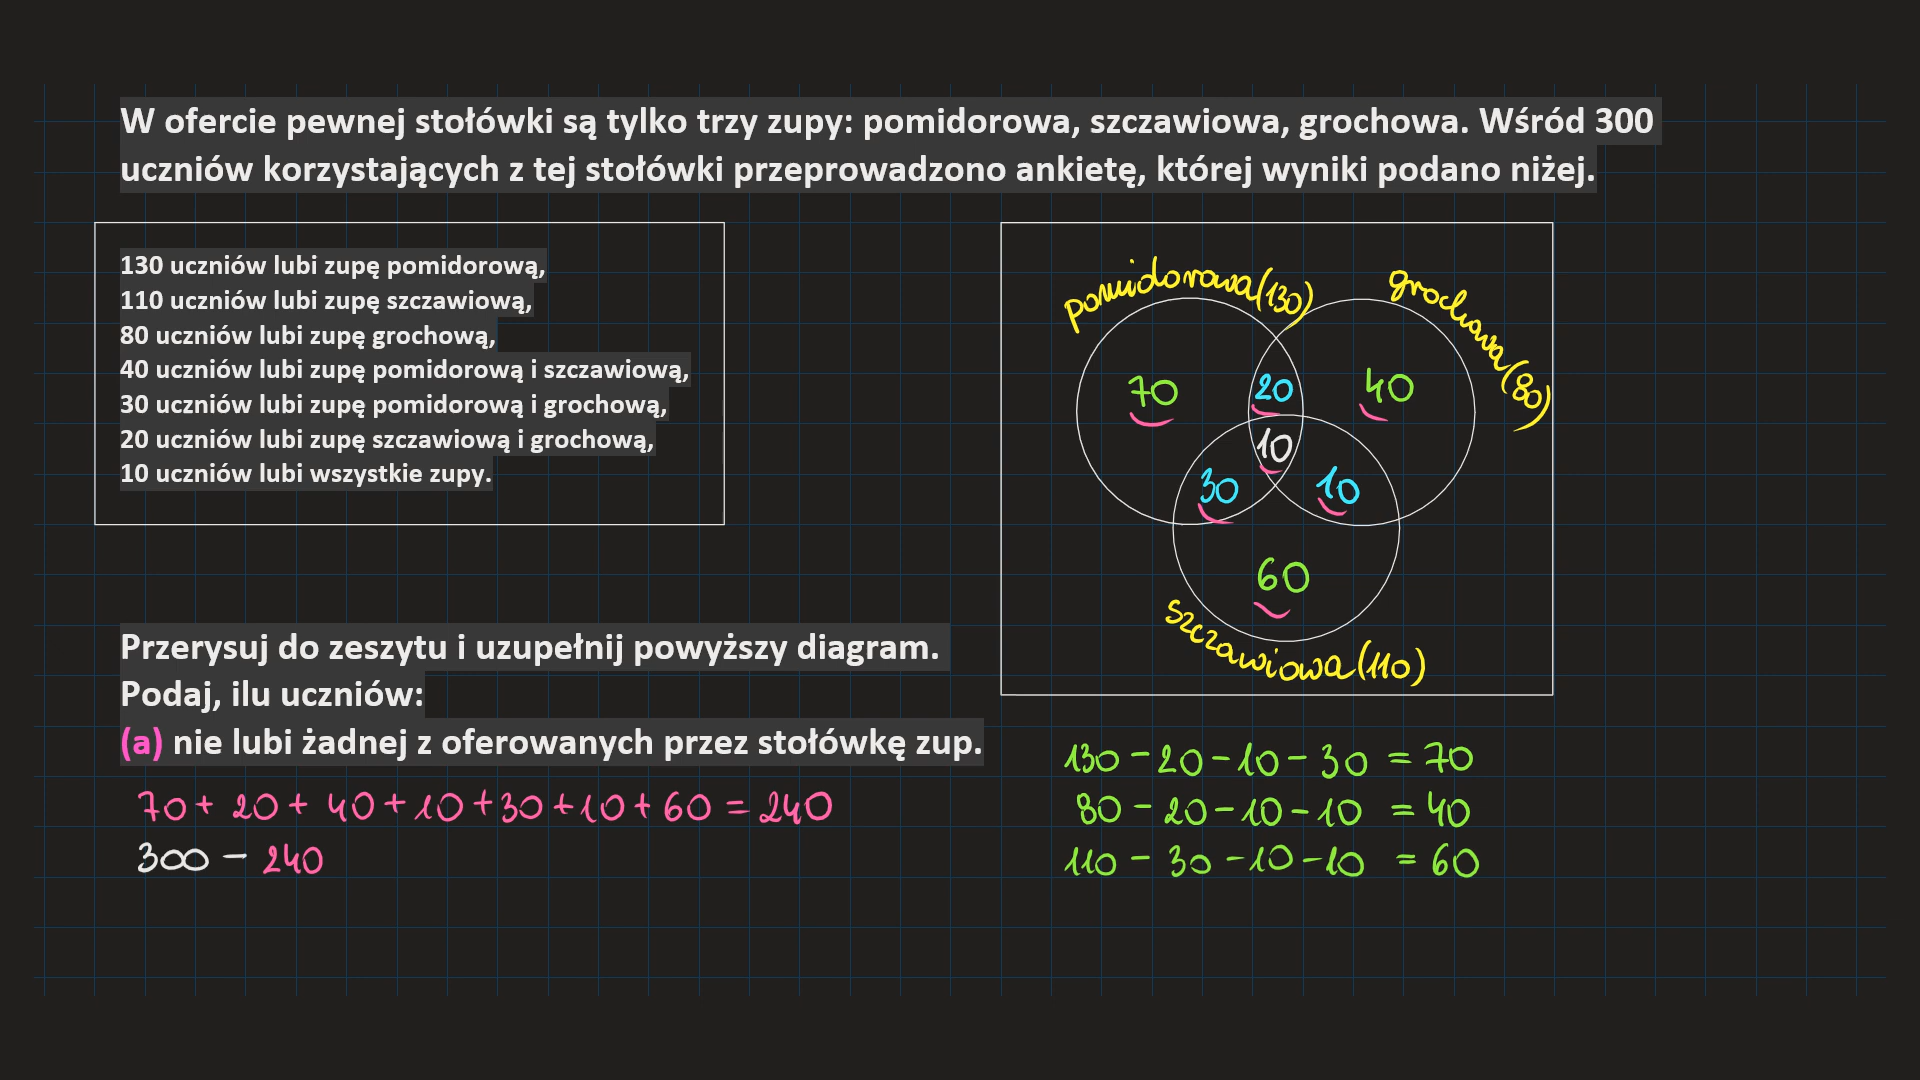 W ofercie pewnej stołówki są tylko trzy zupy: pomidorowa, szczawiowa, grochowa. Wśród 300
uczniów korzystających z tej stołówki przeprowadzono ankietę, której wyniki podano niżej.
130 uczniów lubi zupę pomidorową,
110 uczniów lubi zupę szczawiową,
80 uczniów lubi zupę grochową,
40 uczniów lubi zupę pomidorową i szczawiową,
30 uczniów lubi zupę pomidorową i grochową,
20 uczniów lubi zupę szczawiową i grochową,
10 uczniów lubi wszystkie zupy.
pomidorowa (130)
grochowa (80)
70
20
40
10
30
10
60
szczawiowa (110)
Przerysuj do zeszytu i uzupełnij powyższy diagram.
Podaj, ilu uczniów:
(a) nie lubi żadnej z oferowanych przez stołówkę zup.
70 + 20 + 40 + 10 + 30 + 10 + 60 = 240
300 - 240
130 - 20 - 10 - 30 = 70
80 - 20 - 10 - 10 = 40
110 - 30 - 10 - 10 = 60